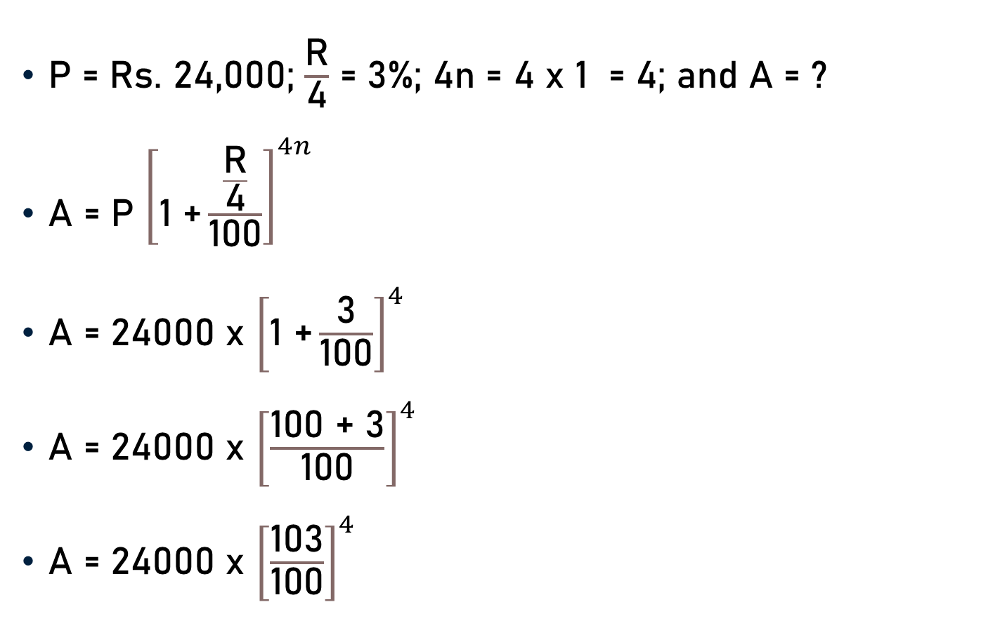 • P = Rs. 24,000; R/4 = 3%; 4n = 4 x 1 = 4; and A = ?
• A = P [1 + (R/4)/100]^4n
• A = 24000 x [1 + 3/100]^4
• A = 24000 x [(100 + 3)/100]^4
• A = 24000 x [103/100]^4